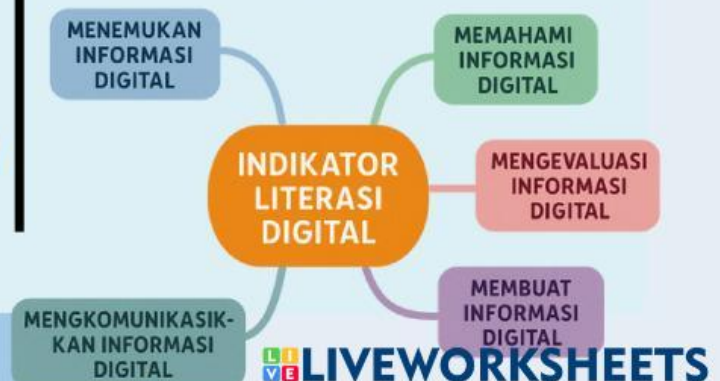 MENEMUKAN
INFORMASI
DIGITAL
MEMAHAMI
INFORMASI
DIGITAL
INDIKATOR
LITERASI
DIGITAL
MENGEVALUASI
INFORMASI
DIGITAL
MEMBUAT
INFORMASI
DIGITAL
MENGKOMUNIKASIK-
KAN INFORMASI
DIGITAL
LIVE LIVEWORKSHEETS